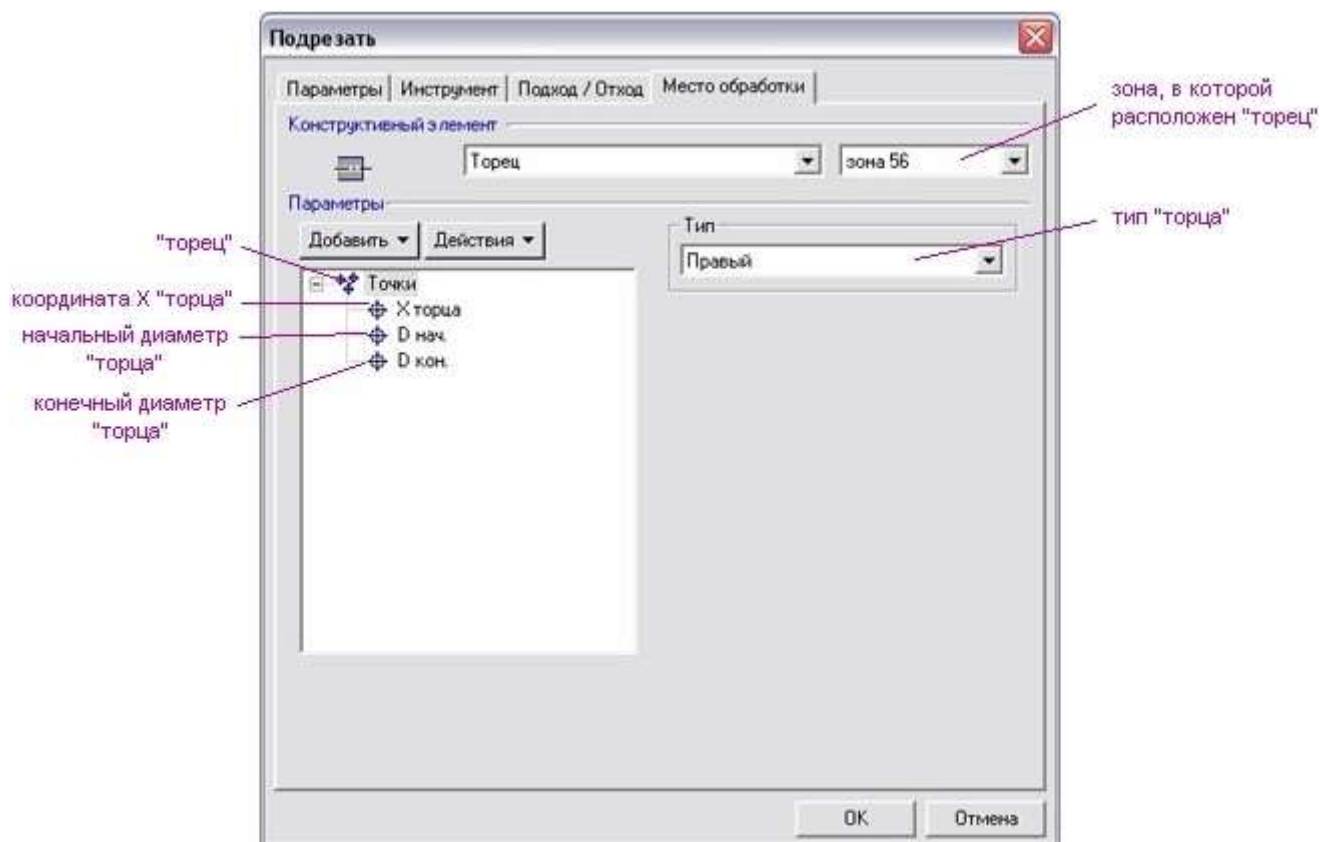 Подрезать
Параметры
Инструмент
Подход / Отход
Место обработки
зона, в которой
расположен "торец"
Конструктивный элемент
Торец
зона 56
Параметры
Добавить
Действия
Тип
Правый
тип "торца"
"торец"
Точки
координата X "торца"
X торца
начальный диаметр
"торца"
D нач.
D кон.
конечный диаметр
"торца"
OK
Отмена